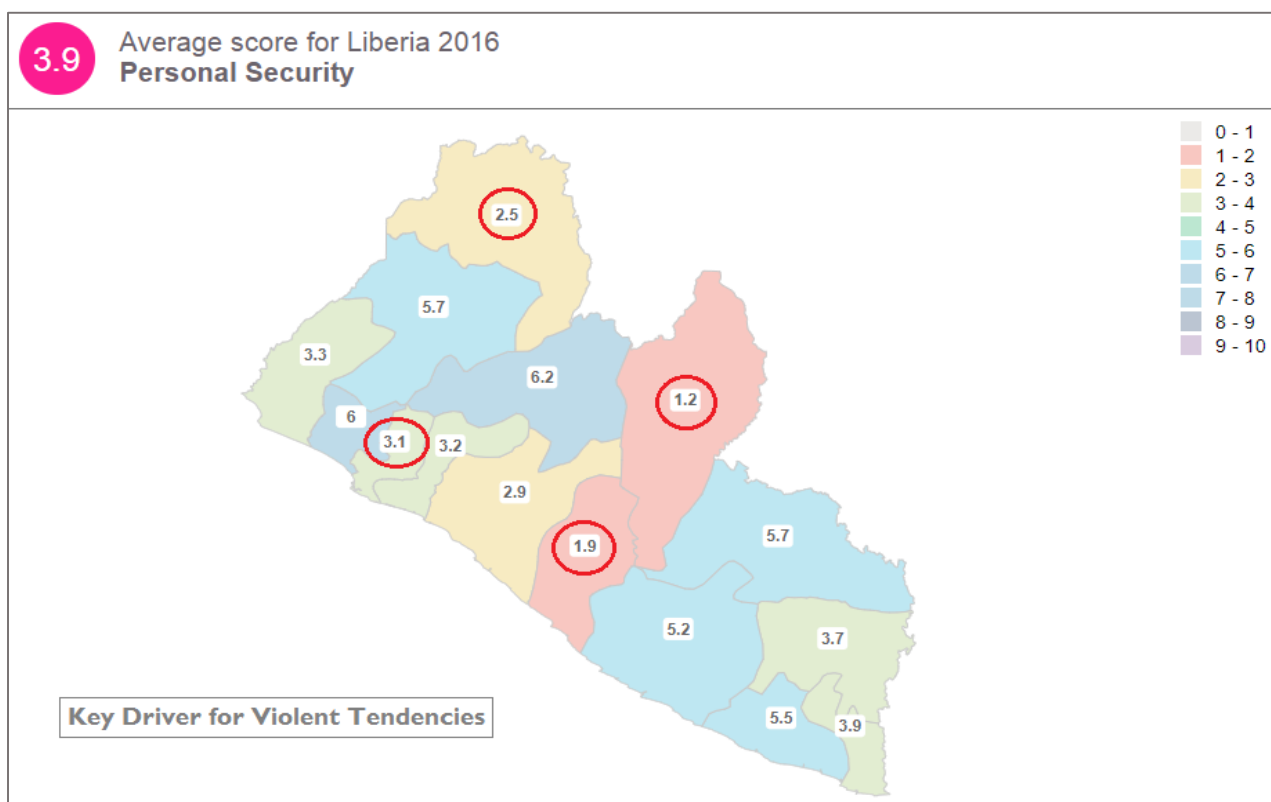 3.9
Average score for Liberia 2016
Personal Security
0 - 1
1 - 2
2 - 3
3 - 4
4 - 5
5 - 6
6 - 7
7 - 8
8 - 9
9 - 10
2.5
5.7
3.3
6.2
1.2
6
3.1
3.2
2.9
1.9
5.7
5.2
3.7
5.5
3.9
Key Driver for Violent Tendencies